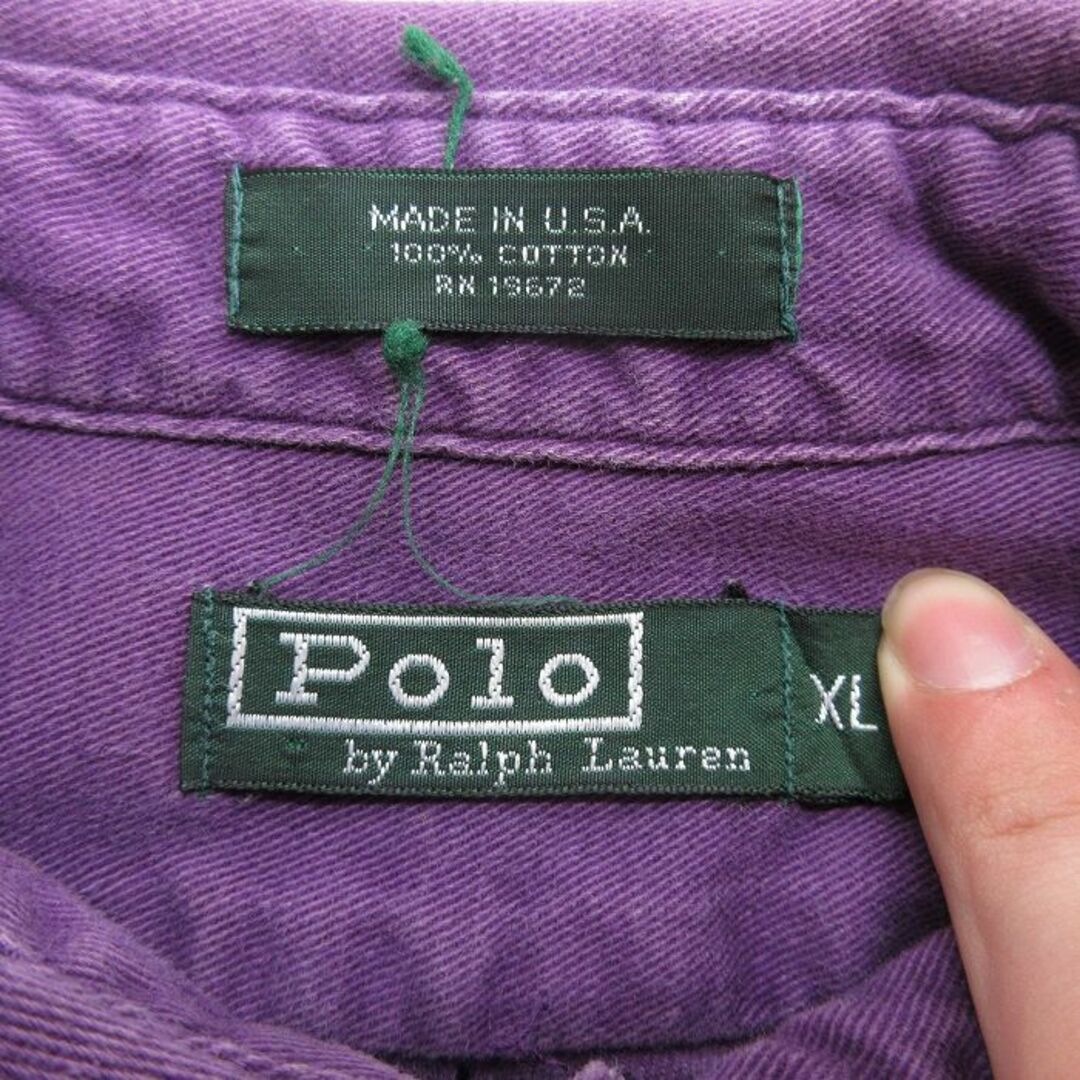 MADE IN U.S.A.
100% COTTON
RN 19672
Polo
by Ralph Lauren
XL